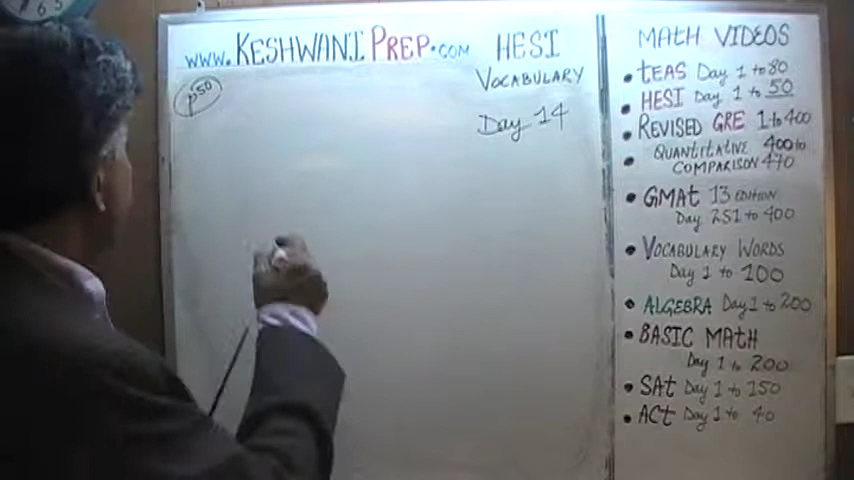 www.KESHWANIPREP.com HESI
VOCABULARY
p50
Day 14
MATH VIDEOS
• TEAS Day 1 to 80
• HESI Day 1 to 50
• REVISED GRE 1 to 400
• QUANTITATIVE 400 to
COMPARISON 470
• GMAT 13 EDITION
Day 251 to 400
• VOCABULARY WORDS
Day 1 to 100
• ALGEBRA Day 1 to 200
• BASIC MATH
Day 1 to 200
• SAT Day 1 to 150
• ACT Day 1 to 40